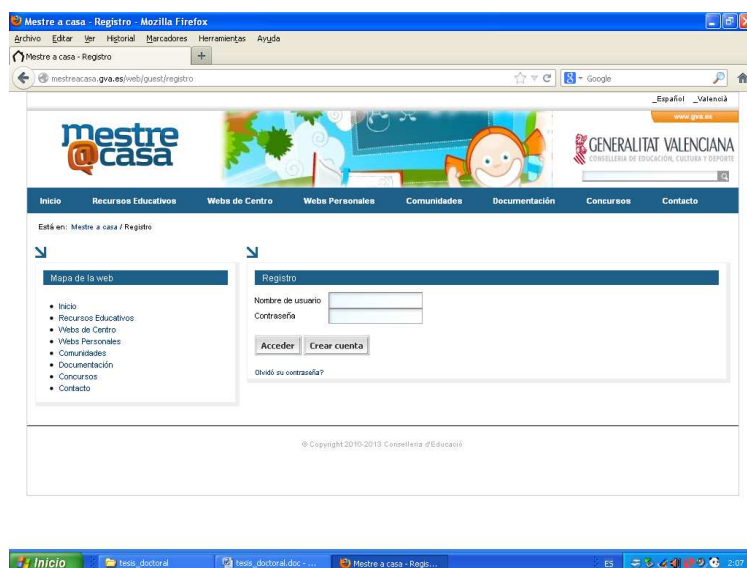 Mestre a casa - Registro - Mozilla Firefox
Archivo Editar Ver Historial Marcadores Herramientas Ayuda
Mestre a casa - Registro +
mestreacasa.gva.es/web/guest/registro
Google
_Español _Valencià
www.gva.es
mestre
@casa
GENERALITAT VALENCIANA
CONSELLERIA DE EDUCACIÓN, CULTURA Y DEPORTE
Inicio Recursos Educativos Webs de Centro Webs Personales Comunidades Documentación Concursos Contacto
Está en: Mestre a casa / Registro
Mapa de la web
Inicio
Recursos Educativos
Webs de Centro
Webs Personales
Comunidades
Documentación
Concursos
Contacto
Registro
Nombre de usuario
Contraseña
Acceder Crear cuenta
Olvidó su contraseña?
© Copyright 2010-2013 Conselleria d'Educació
Inicio tesis_doctoral tesis_doctoral.doc - ... Mestre a casa - Regis... ES 2:07